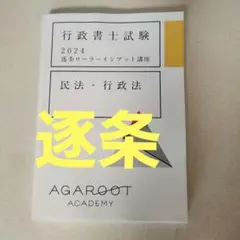 行政書士試験
2024
逐条ローラーインプット講座
民法・行政法
逐条
AGAROOT
ACADEMY